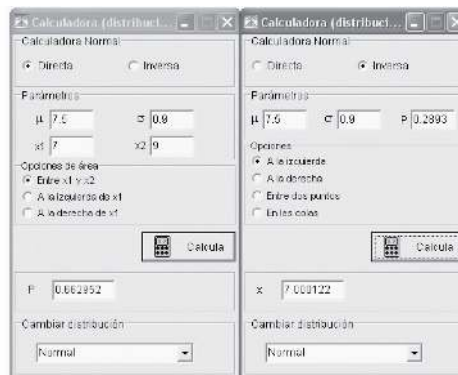 Calculadora (distribuci...
Calculadora Normal
Directa
Inversa
Parámetros
μ 7.5
σ 0.9
x1 7
x2 9
Opciones de área
Entre x1 y x2
A la izquierda de x1
A la derecha de x1
Calcula
P 0.662952
Cambiar distribución
Normal
Calculadora (distribuci...
Calculadora Normal
Directa
Inversa
Parámetros
μ 7.5
σ 0.9
P 0.2893
Opciones
A la izquierda
A la derecha
Entre dos puntos
En las colas
Calcula
x 7.000122
Cambiar distribución
Normal